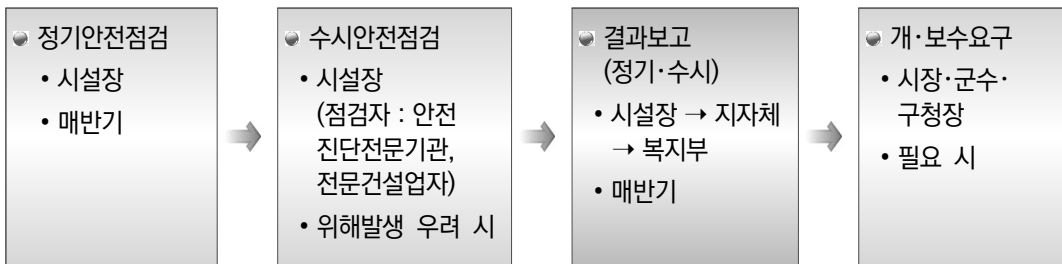 정기안전점검
• 시설장
• 매반기
수시안전점검
• 시설장
(점검자 : 안전
진단전문기관,
전문건설업자)
• 위해발생 우려 시
결과보고
(정기·수시)
• 시설장 → 지자체
→ 복지부
• 매반기
개·보수요구
• 시장·군수·
구청장
• 필요 시